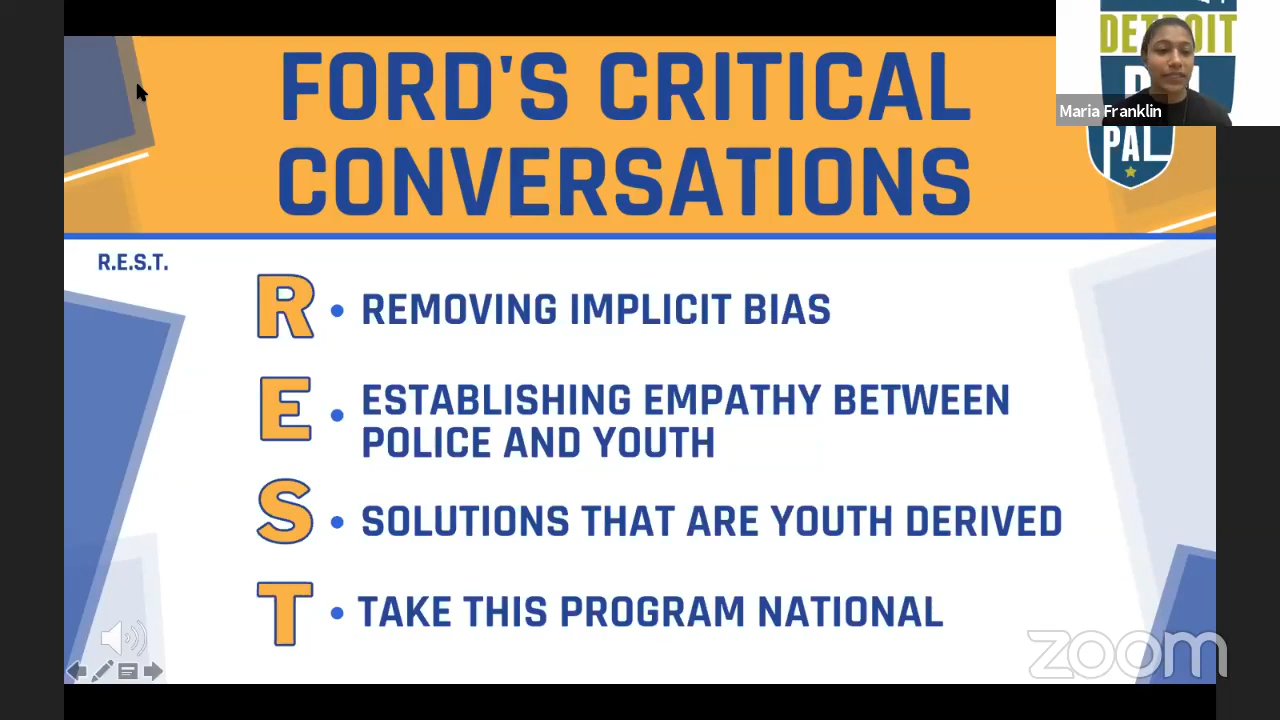 FORD'S CRITICAL
CONVERSATIONS
DETROIT
Maria Franklin
PAL
R.E.S.T.
R • REMOVING IMPLICIT BIAS
E • ESTABLISHING EMPATHY BETWEEN
POLICE AND YOUTH
S • SOLUTIONS THAT ARE YOUTH DERIVED
T • TAKE THIS PROGRAM NATIONAL
zoom